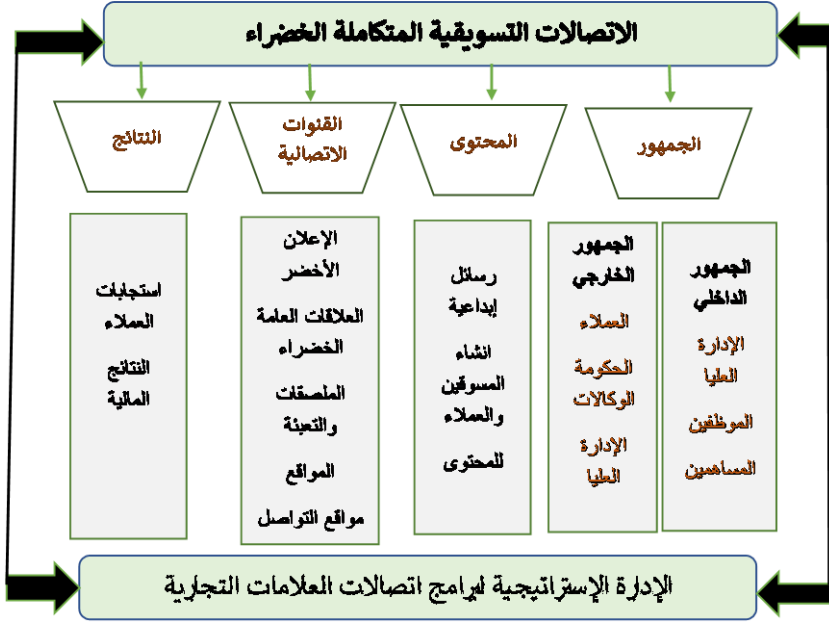 الاتصالات التسويقية المتكاملة الخضراء
الجمهور
المحتوى
القنوات
الاتصالية
النتائج
الجمهور
الداخلي
الإدارة
العليا
الموظفين
المساهمين
الجمهور
الخارجي
العملاء
الحكومة
الوكالات
الإدارة
العليا
رسائل
إبداعية
انشاء
المسوقين
والعملاء
للمحتوى
الإعلان
الأخضر
العلاقات العامة
الخضراء
الملصقات
والتعبئة
المواقع
مواقع التواصل
استجابات
العملاء
النتائج
المالية
الإدارة الإستراتيجية لبرامج اتصالات العلامات التجارية